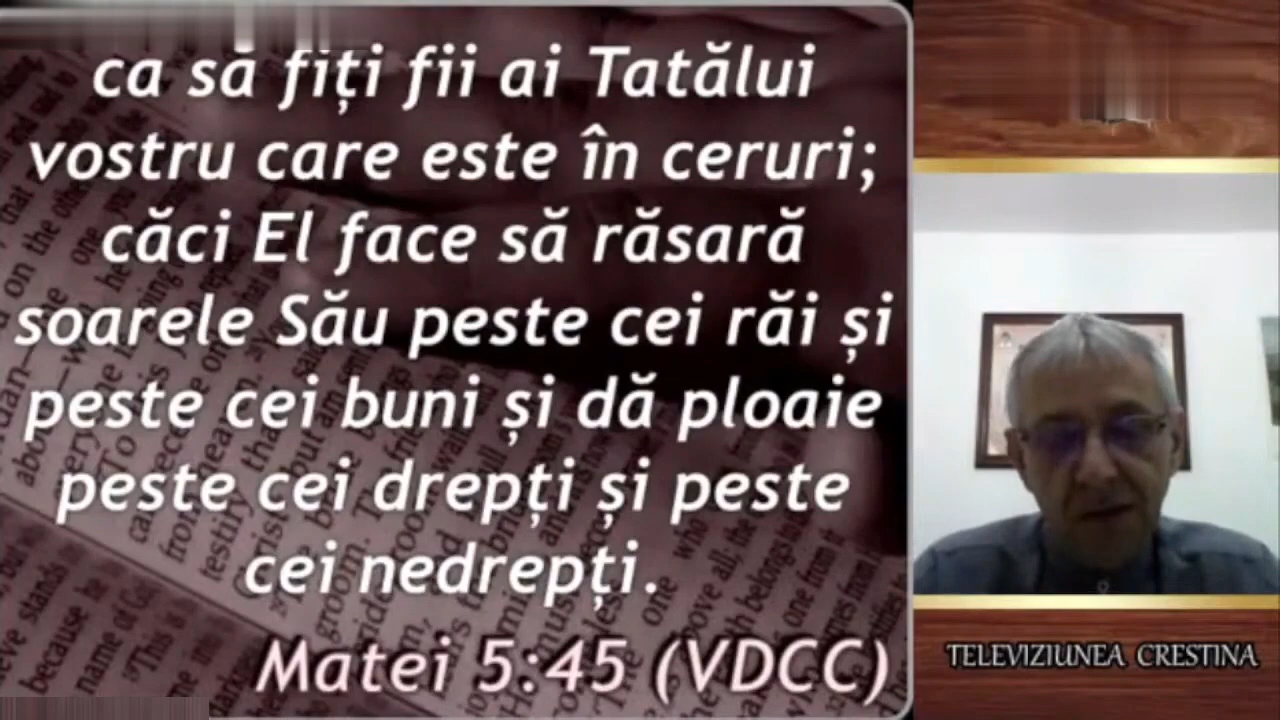 ca să fiți fii ai Tatălui
vostru care este în ceruri;
căci El face să răsară
soarele Său peste cei răi și
peste cei buni și dă ploaie
peste cei drepți și peste
cei nedrepți.
Matei 5:45 (VDCC)
TELEVIZIUNEA CRESTINA